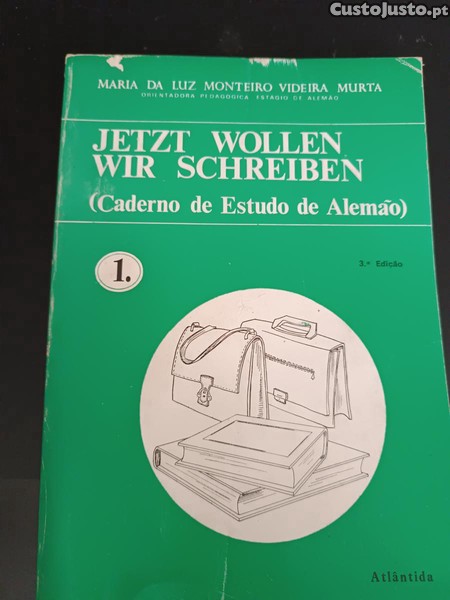 CustoJusto.pt
MARIA DA LUZ MONTEIRO VIDEIRA MURTA
ORIENTADORA PEDAGÓGICA ESTÁGIO DE ALEMÃO
JETZT WOLLEN
WIR SCHREIBEN
(Caderno de Estudo de Alemão)
1.
3.ª Edição
Atlântida